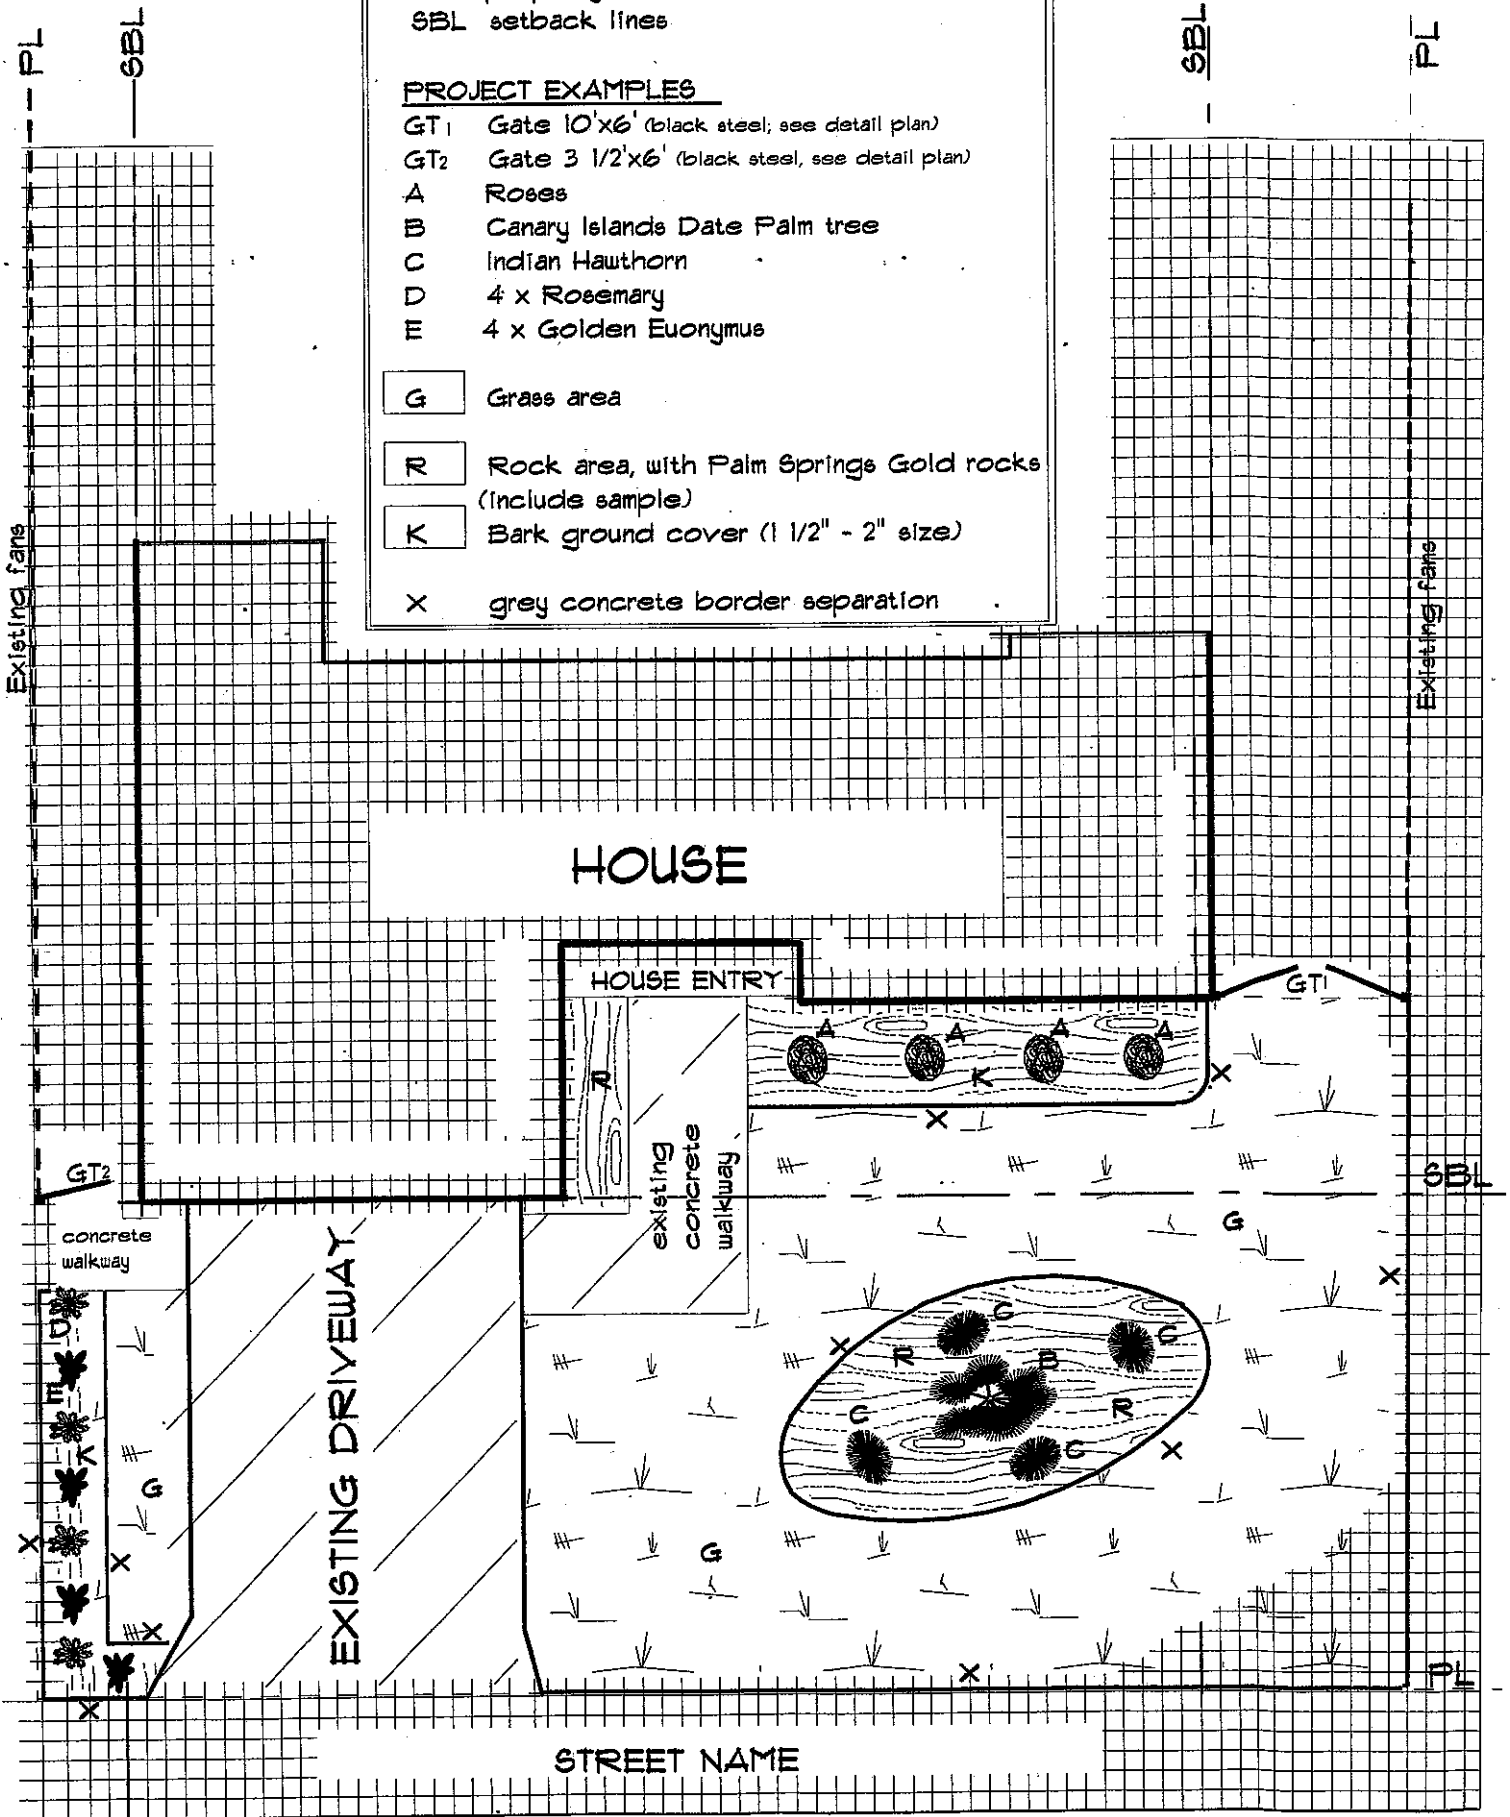 PL
SBL
SBL
PL
SBL setback lines
PROJECT EXAMPLES
GT1 Gate 10'x6' (black steel; see detail plan)
GT2 Gate 3 1/2'x6' (black steel, see detail plan)
A Roses
B Canary Islands Date Palm tree
C Indian Hawthorn
D 4 x Rosemary
E 4 x Golden Euonymus
G Grass area
R Rock area, with Palm Springs Gold rocks
(include sample)
K Bark ground cover (1 1/2" - 2" size)
X grey concrete border separation
Existing fans
Existing fans
HOUSE
HOUSE ENTRY
GT1
A A A A
R
K
X
X
existing
concrete
walkway
GT2
SBL
concrete
walkway
G
X
EXISTING DRIVEWAY
D
E
K
G
X
X
X
X
X
C
C
R
B
C
R
C
X
G
X
PL
STREET NAME